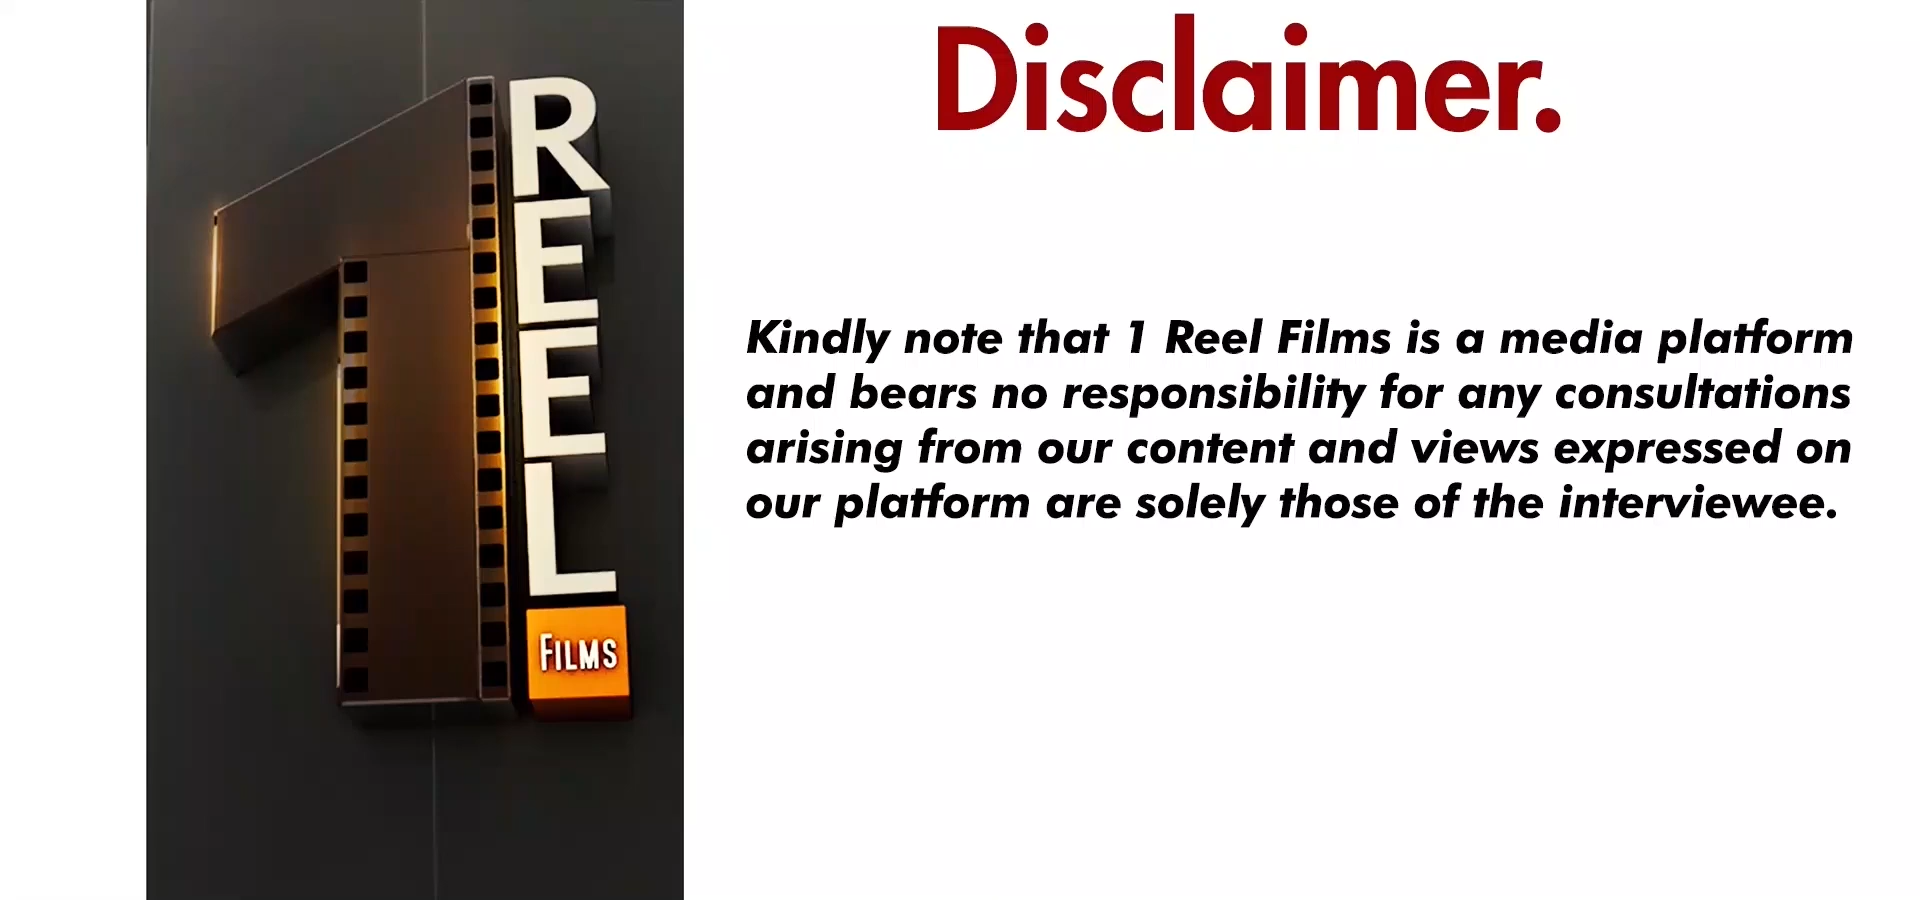 1
REEL
FILMS
Disclaimer.
Kindly note that 1 Reel Films is a media platform
and bears no responsibility for any consultations
arising from our content and views expressed on
our platform are solely those of the interviewee.